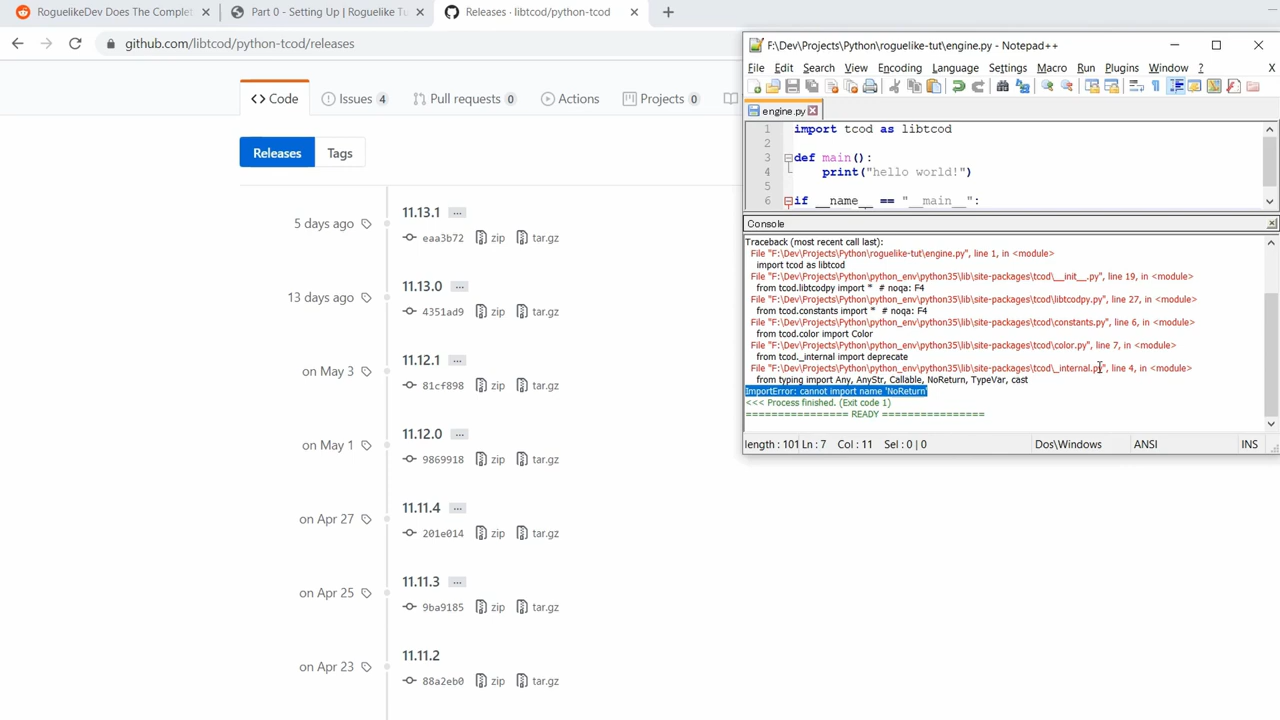 RoguelikeDev Does The Complet
Part 0 - Setting Up | Roguelike Tu
Releases · libtcod/python-tcod
github.com/libtcod/python-tcod/releases
Code
Issues 4
Pull requests 0
Actions
Projects 0
Releases
Tags
5 days ago
11.13.1
eaa3b72 zip tar.gz
13 days ago
11.13.0
4351ad9 zip tar.gz
on May 3
11.12.1
81cf898 zip tar.gz
on May 1
11.12.0
9869918 zip tar.gz
on Apr 27
11.11.4
201e014 zip tar.gz
on Apr 25
11.11.3
9ba9185 zip tar.gz
on Apr 23
11.11.2
88a2eb0 zip tar.gz
F:\Dev\Projects\Python\roguelike-tut\engine.py - Notepad++
File Edit Search View Encoding Language Settings Macro Run Plugins Window ? X
engine.py
1 import tcod as libtcod
2
3 def main():
4 print("hello world!")
5
6 if __name__ == "__main__":
Console
Traceback (most recent call last):
File "F:\Dev\Projects\Python\roguelike-tut\engine.py", line 1, in <module>
import tcod as libtcod
File "F:\Dev\Projects\Python\python_env\python35\lib\site-packages\tcod\__init__.py", line 19, in <module>
from tcod.libtcodpy import * # noqa: F4
File "F:\Dev\Projects\Python\python_env\python35\lib\site-packages\tcod\libtcodpy.py", line 27, in <module>
from tcod.constants import * # noqa: F4
File "F:\Dev\Projects\Python\python_env\python35\lib\site-packages\tcod\constants.py", line 6, in <module>
from tcod.color import Color
File "F:\Dev\Projects\Python\python_env\python35\lib\site-packages\tcod\color.py", line 7, in <module>
from tcod._internal import deprecate
File "F:\Dev\Projects\Python\python_env\python35\lib\site-packages\tcod\_internal.py", line 4, in <module>
from typing import Any, AnyStr, Callable, NoReturn, TypeVar, cast
ImportError: cannot import name 'NoReturn'
<<< Process finished. (Exit code 1)
================ READY ================
length : 101 Ln : 7 Col : 11 Sel : 0 | 0 Dos\Windows ANSI INS